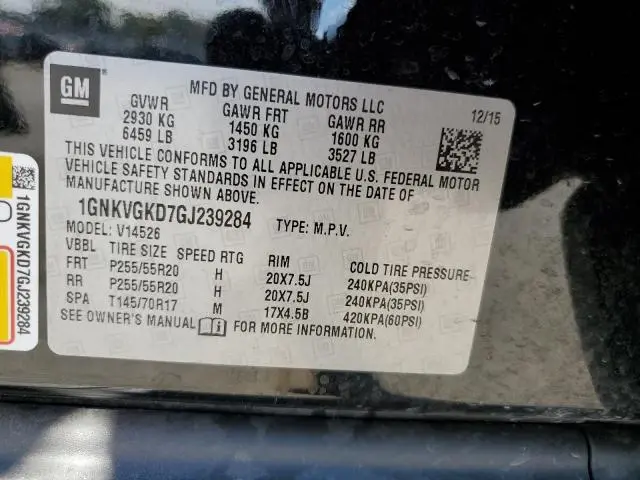 GM
MFD BY GENERAL MOTORS LLC
12/15
GVWR GAWR FRT GAWR RR
2930 KG 1450 KG 1600 KG
6459 LB 3196 LB 3527 LB
THIS VEHICLE CONFORMS TO ALL APPLICABLE U.S. FEDERAL MOTOR
VEHICLE SAFETY STANDARDS IN EFFECT ON THE DATE OF
MANUFACTURE SHOWN ABOVE.
1GNKVGKD7GJ239284 TYPE: M.P.V.
MODEL: V14526
VBBL TIRE SIZE SPEED RTG RIM COLD TIRE PRESSURE
FRT P255/55R20 H 20X7.5J 240KPA(35PSI)
RR P255/55R20 H 20X7.5J 240KPA(35PSI)
SPA T145/70R17 M 17X4.5B 420KPA(60PSI)
SEE OWNER'S MANUAL FOR MORE INFORMATION.
1GNKVGKD7GJ239284